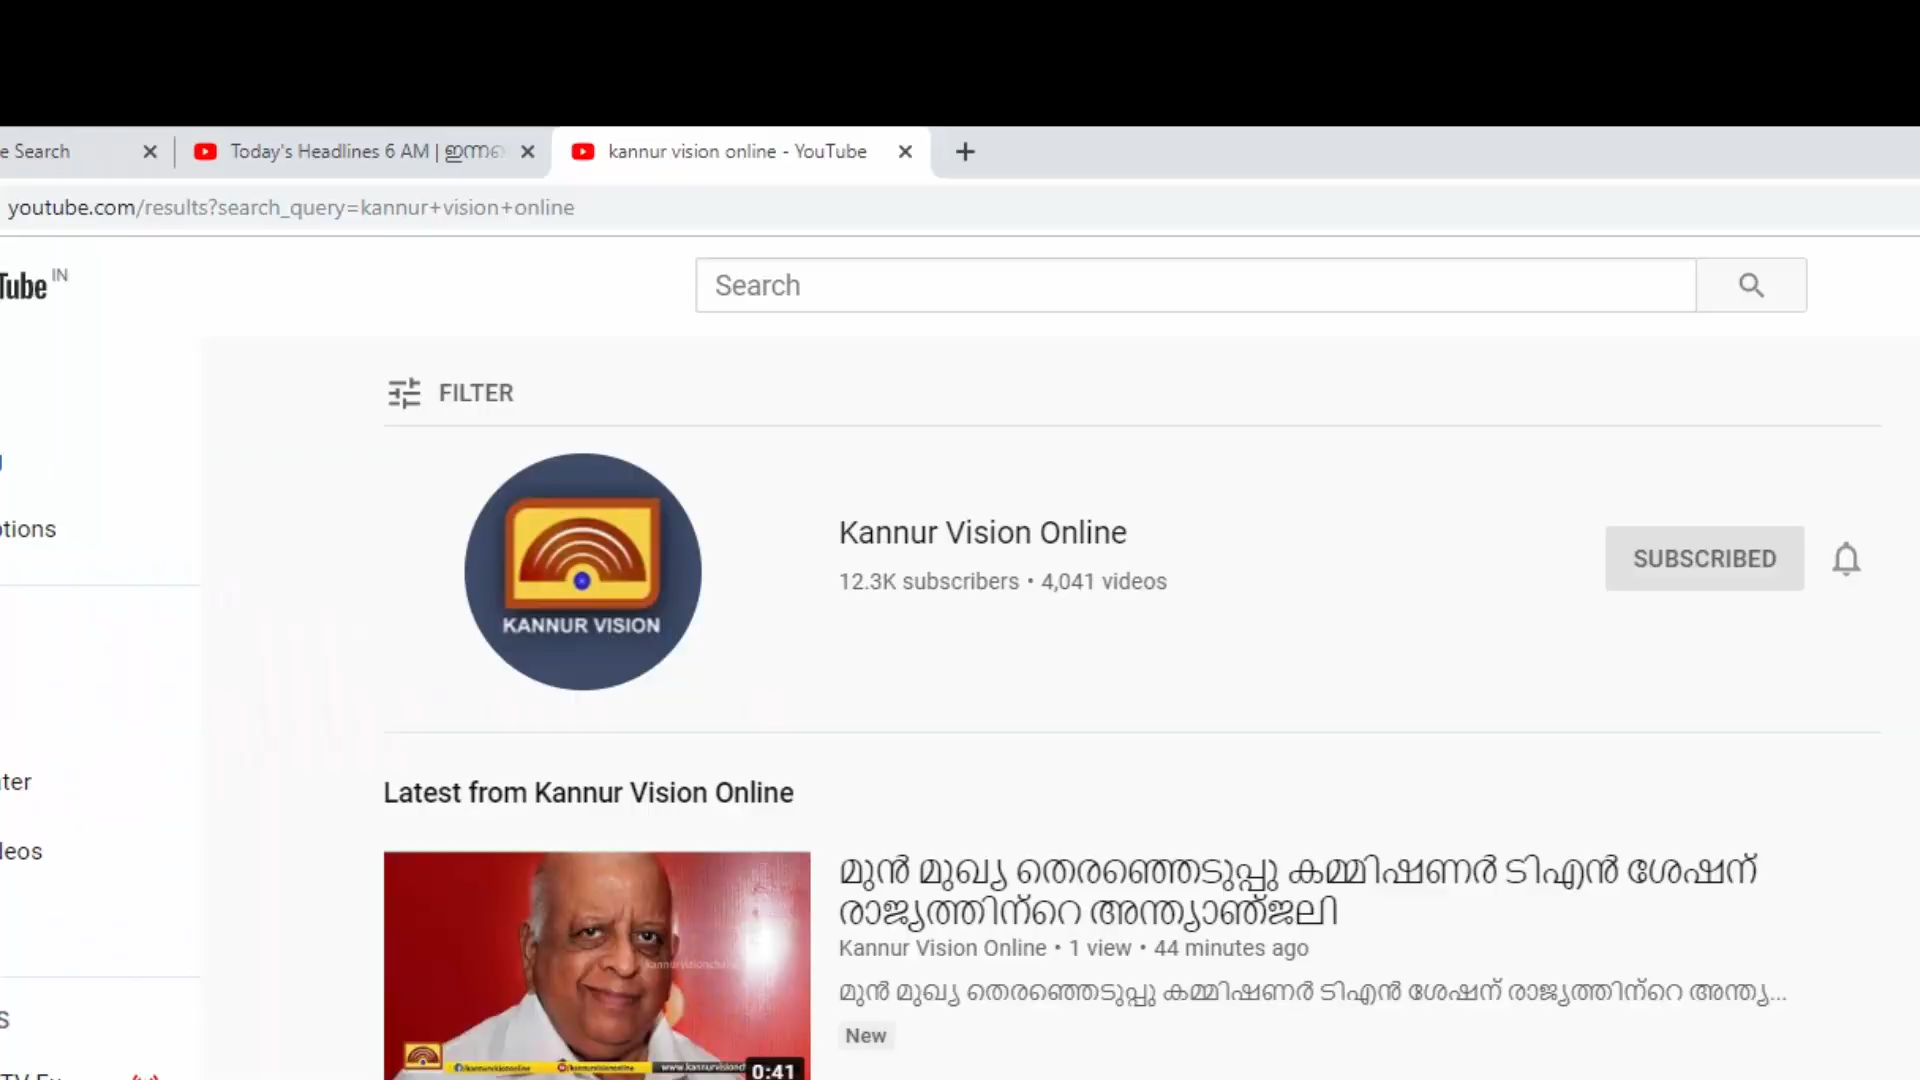 e Search
Today's Headlines 6 AM | ഇന്നത്
kannur vision online - YouTube
youtube.com/results?search_query=kannur+vision+online
Tube IN
Search
FILTER
KANNUR VISION
Kannur Vision Online
12.3K subscribers • 4,041 videos
SUBSCRIBED
tions
ter
Latest from Kannur Vision Online
leos
മുൻ മുഖ്യ തെരഞ്ഞെടുപ്പു കമ്മിഷണർ ടിഎൻ ശേഷന്
രാജ്യത്തിന്റെ അന്ത്യാഞ്ജലി
Kannur Vision Online • 1 view • 44 minutes ago
മുൻ മുഖ്യ തെരഞ്ഞെടുപ്പു കമ്മിഷണർ ടിഎൻ ശേഷന് രാജ്യത്തിന്റെ അന്ത്യ...
New
S
0:41